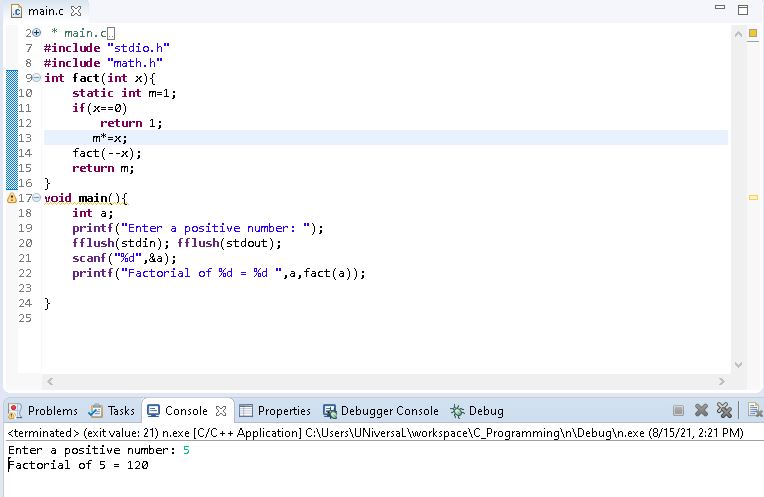 main.c
2 * main.c
7 #include "stdio.h"
8 #include "math.h"
9 int fact(int x){
10 static int m=1;
11 if(x==0)
12 return 1;
13 m*=x;
14 fact(--x);
15 return m;
16 }
17 void main(){
18 int a;
19 printf("Enter a positive number: ");
20 fflush(stdin); fflush(stdout);
21 scanf("%d",&a);
22 printf("Factorial of %d = %d ",a,fact(a));
23
24 }
25
Problems Tasks Console Properties Debugger Console Debug
<terminated> (exit value: 21) n.exe [C/C++ Application] C:\Users\UNiversaL\workspace\C_Programming\n\Debug\n.exe (8/15/21, 2:21 PM)
Enter a positive number: 5
Factorial of 5 = 120